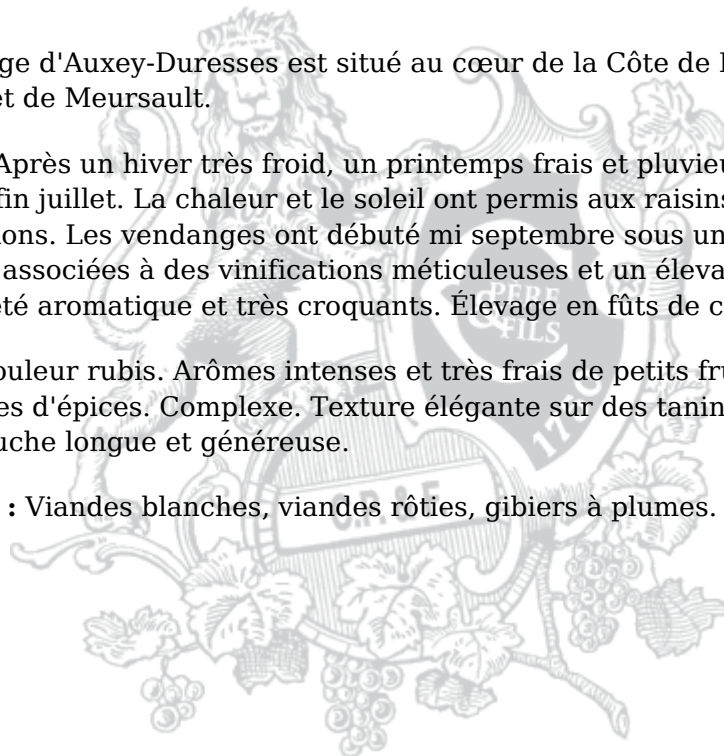 ge d'Auxey-Duresses est situé au cœur de la Côte de
et de Meursault.
Après un hiver très froid, un printemps frais et pluvieu
fin juillet. La chaleur et le soleil ont permis aux raisins
ions. Les vendanges ont débuté mi septembre sous un
associées à des vinifications méticuleuses et un éleva
eté aromatique et très croquants. Élevage en fûts de c
ouleur rubis. Arômes intenses et très frais de petits fru
es d'épices. Complexe. Texture élégante sur des tanin
uche longue et généreuse.
: Viandes blanches, viandes rôties, gibiers à plumes.
PÈRE
& FILS
1750
C.P. & F.